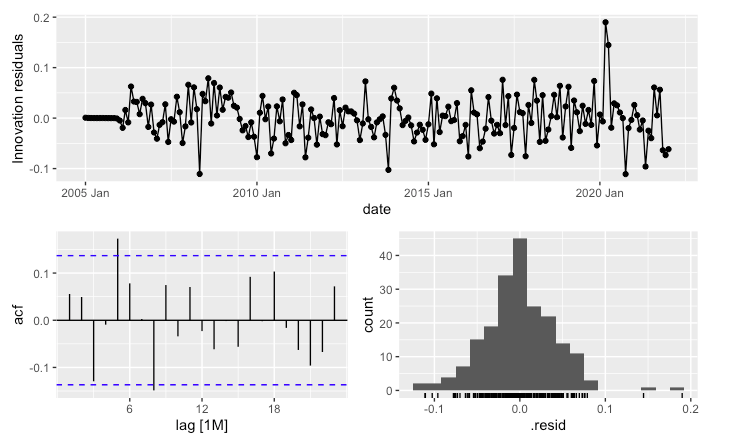 Innovation residuals
0.2
0.1
0.0
-0.1
2005 Jan 2010 Jan 2015 Jan 2020 Jan
date
acf
0.1
0.0
-0.1
6 12 18
lag [1M]
count
40
30
20
10
0
-0.1 0.0 0.1 0.2
.resid